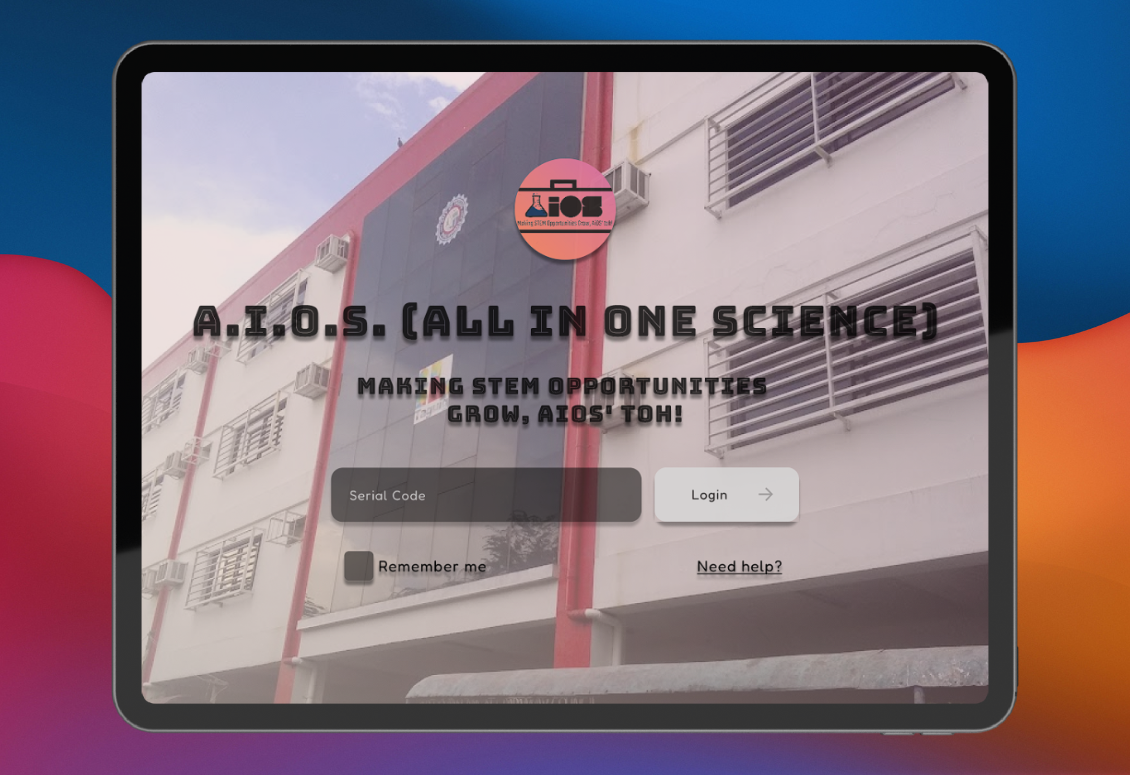 AiOS
Making STEM Opportunities Grow, AIOS' toh!
A.I.O.S. (ALL IN ONE SCIENCE)
MAKING STEM OPPORTUNITIES
GROW, AIOS' TOH!
Serial Code
Login
Remember me
Need help?